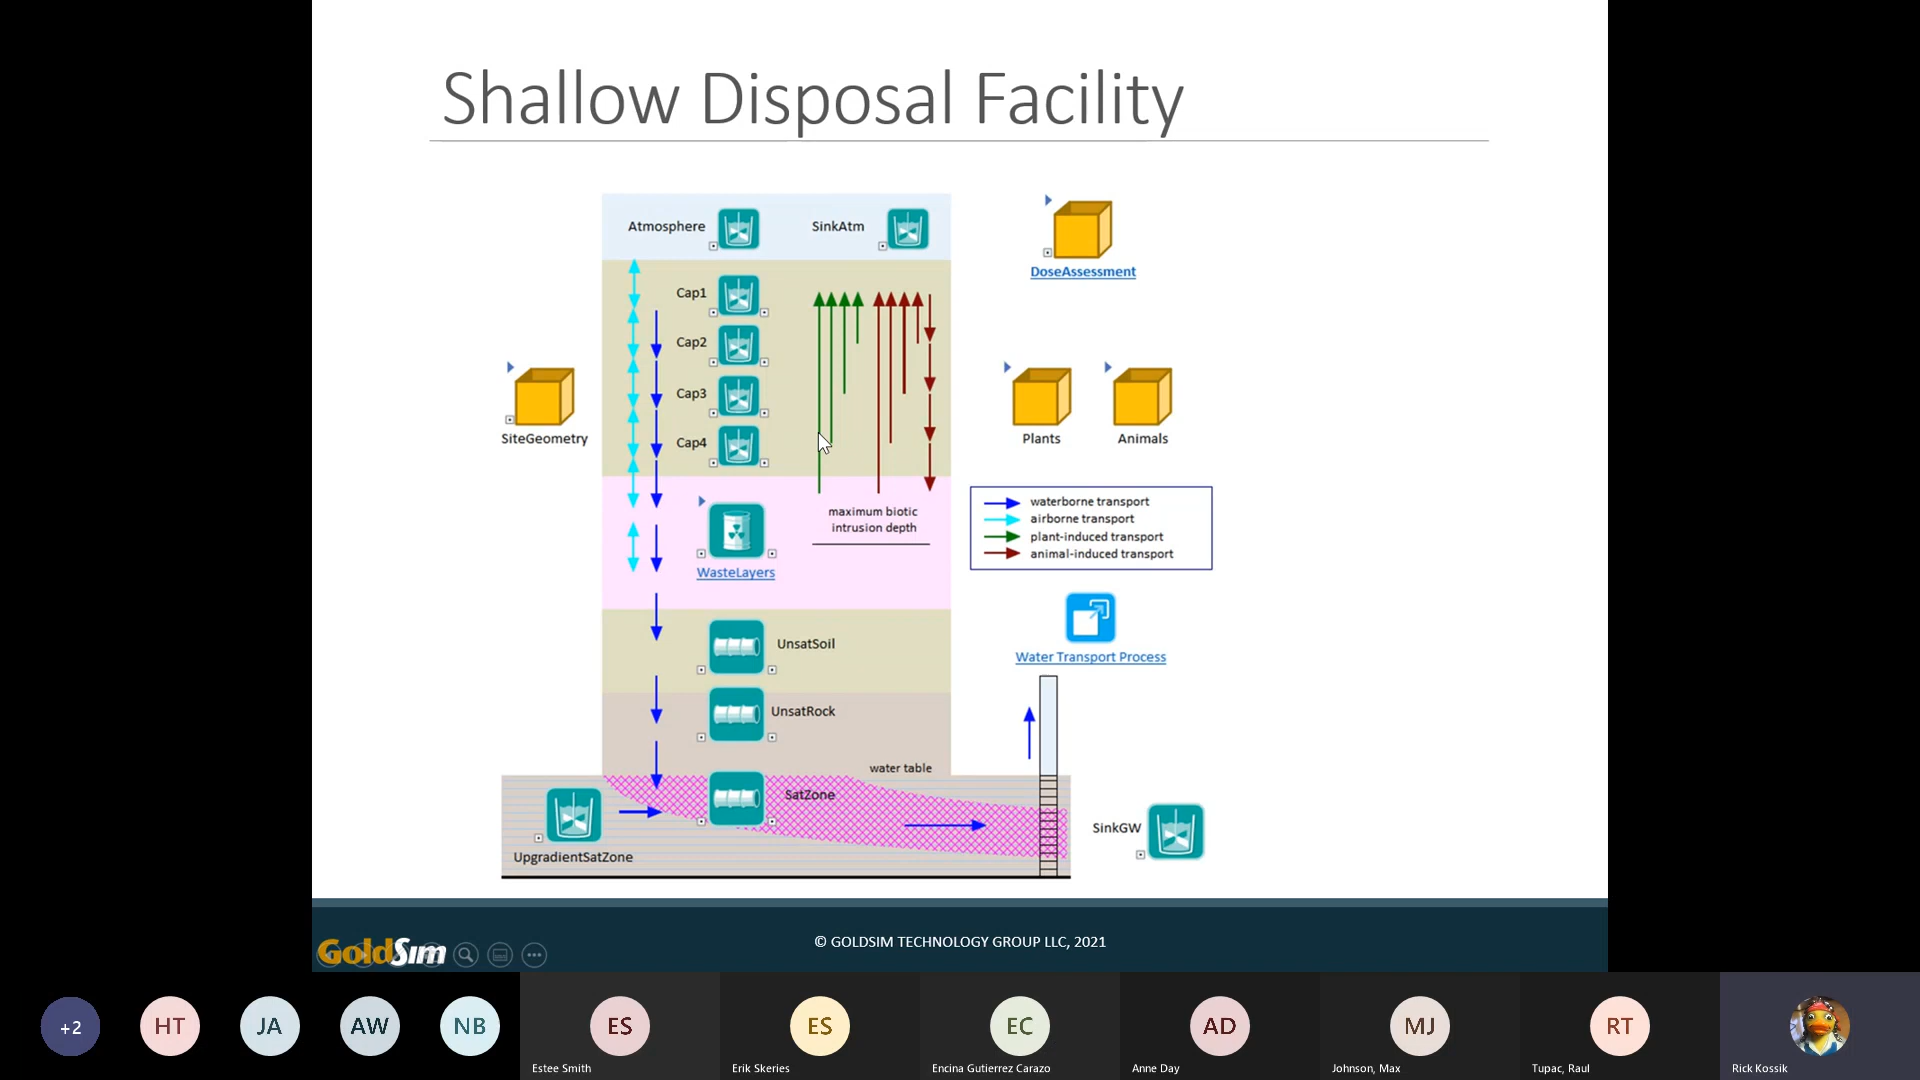 Shallow Disposal Facility
Atmosphere
SinkAtm
DoseAssessment
Cap1
Cap2
Cap3
Cap4
SiteGeometry
Plants
Animals
maximum biotic
intrusion depth
WasteLayers
waterborne transport
airborne transport
plant-induced transport
animal-induced transport
UnsatSoil
Water Transport Process
UnsatRock
water table
SatZone
UpgradientSatZone
SinkGW
GoldSim
© GOLDSIM TECHNOLOGY GROUP LLC, 2021
+2
HT
JA
AW
NB
ES
ES
EC
AD
MJ
RT
Estee Smith
Erik Skeries
Encina Gutierrez Carazo
Anne Day
Johnson, Max
Tupac, Raul
Rick Kossik